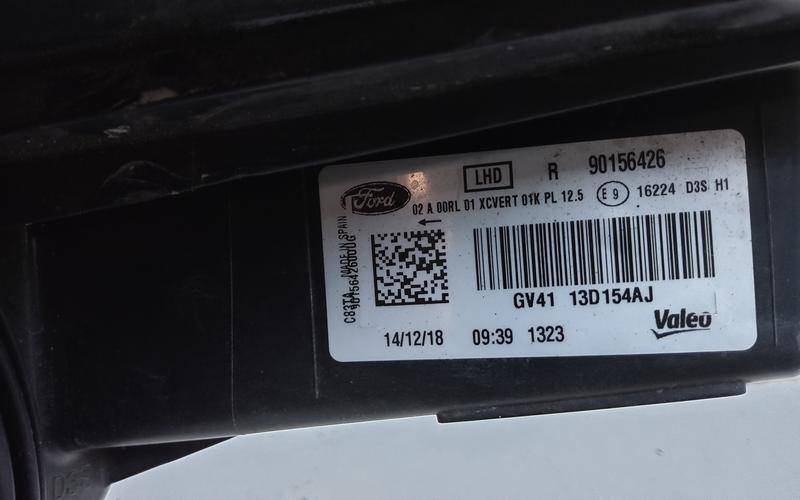 Ford
LHD R 90156426
02 A 00RL 01 XCVERT 01K PL 12.5 E 9 16224 D3S H1
MADE IN SPAIN
C83TA
GV41 13D154AJ
14/12/18 09:39 1323
Valeo